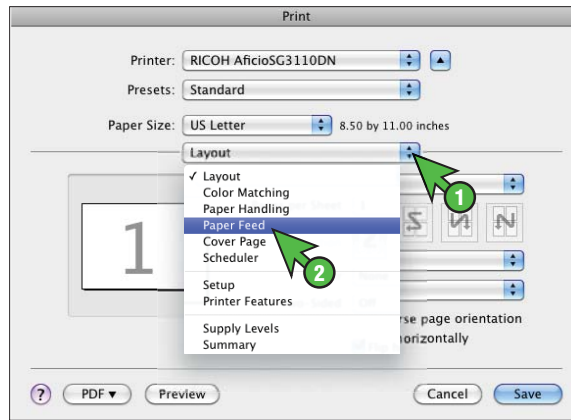 Print
Printer: RICOH AficioSG3110DN
Presets: Standard
Paper Size: US Letter 8.50 by 11.00 inches
Layout
✓ Layout
Color Matching
Paper Handling
Paper Feed
Cover Page
Scheduler
Setup
Printer Features
Supply Levels
Summary
1
2
1
page orientation
horizontally
? PDF ▼ Preview Cancel Save